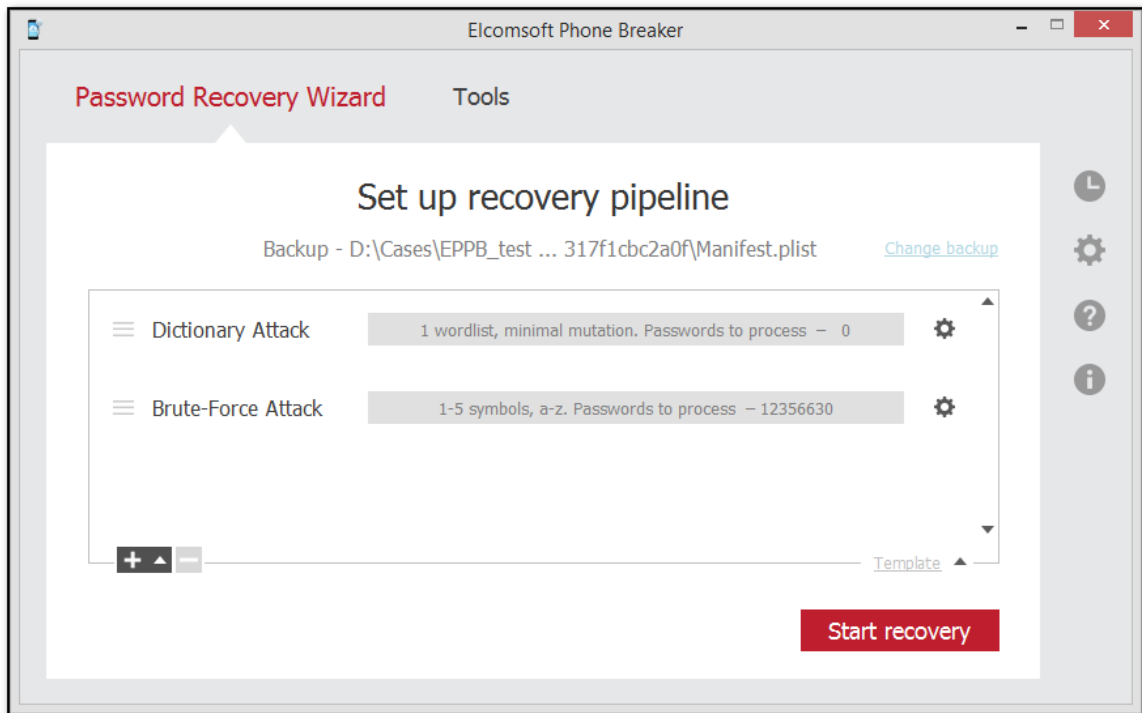 Elcomsoft Phone Breaker
Password Recovery Wizard Tools
Set up recovery pipeline
Backup - D:\Cases\EPPB_test ... 317f1cbc2a0f\Manifest.plist Change backup
Dictionary Attack 1 wordlist, minimal mutation. Passwords to process – 0
Brute-Force Attack 1-5 symbols, a-z. Passwords to process – 12356630
Template
Start recovery